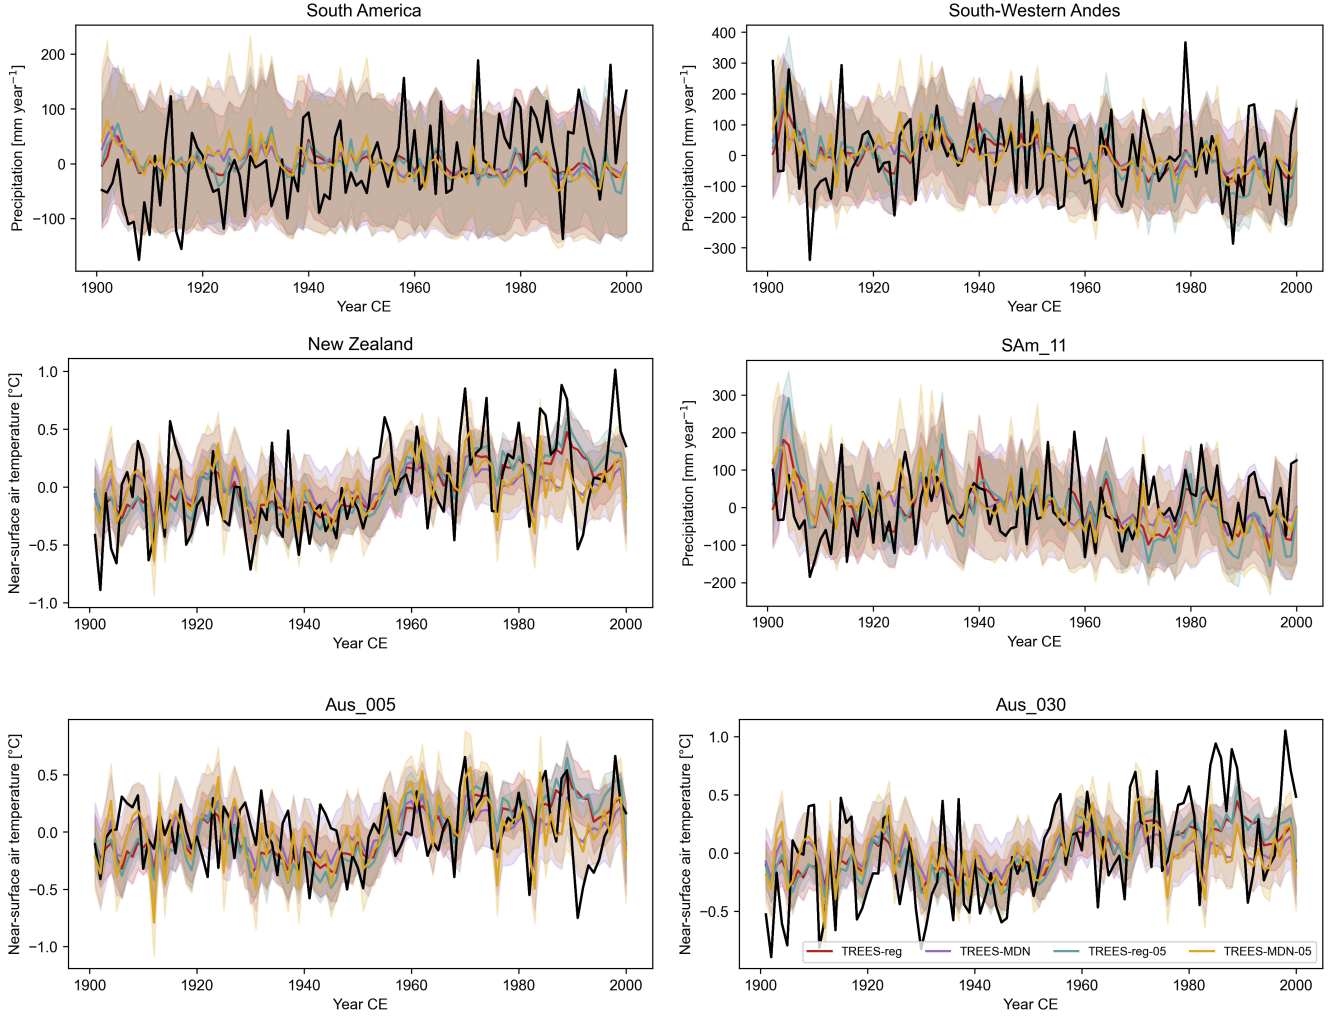 South America
South-Western Andes
Precipitation [mm year⁻¹]
200
100
0
−100
1900 1920 1940 1960 1980 2000
Year CE
Precipitation [mm year⁻¹]
400
300
200
100
0
−100
−200
−300
1900 1920 1940 1960 1980 2000
Year CE
New Zealand
SAm_11
Near-surface air temperature [°C]
1.0
0.5
0.0
−0.5
−1.0
1900 1920 1940 1960 1980 2000
Year CE
Precipitation [mm year⁻¹]
300
200
100
0
−100
−200
1900 1920 1940 1960 1980 2000
Year CE
Aus_005
Aus_030
Near-surface air temperature [°C]
0.5
0.0
−0.5
−1.0
1900 1920 1940 1960 1980 2000
Year CE
Near-surface air temperature [°C]
1.0
0.5
0.0
−0.5
TREES-reg TREES-MDN TREES-reg-05 TREES-MDN-05
1900 1920 1940 1960 1980 2000
Year CE